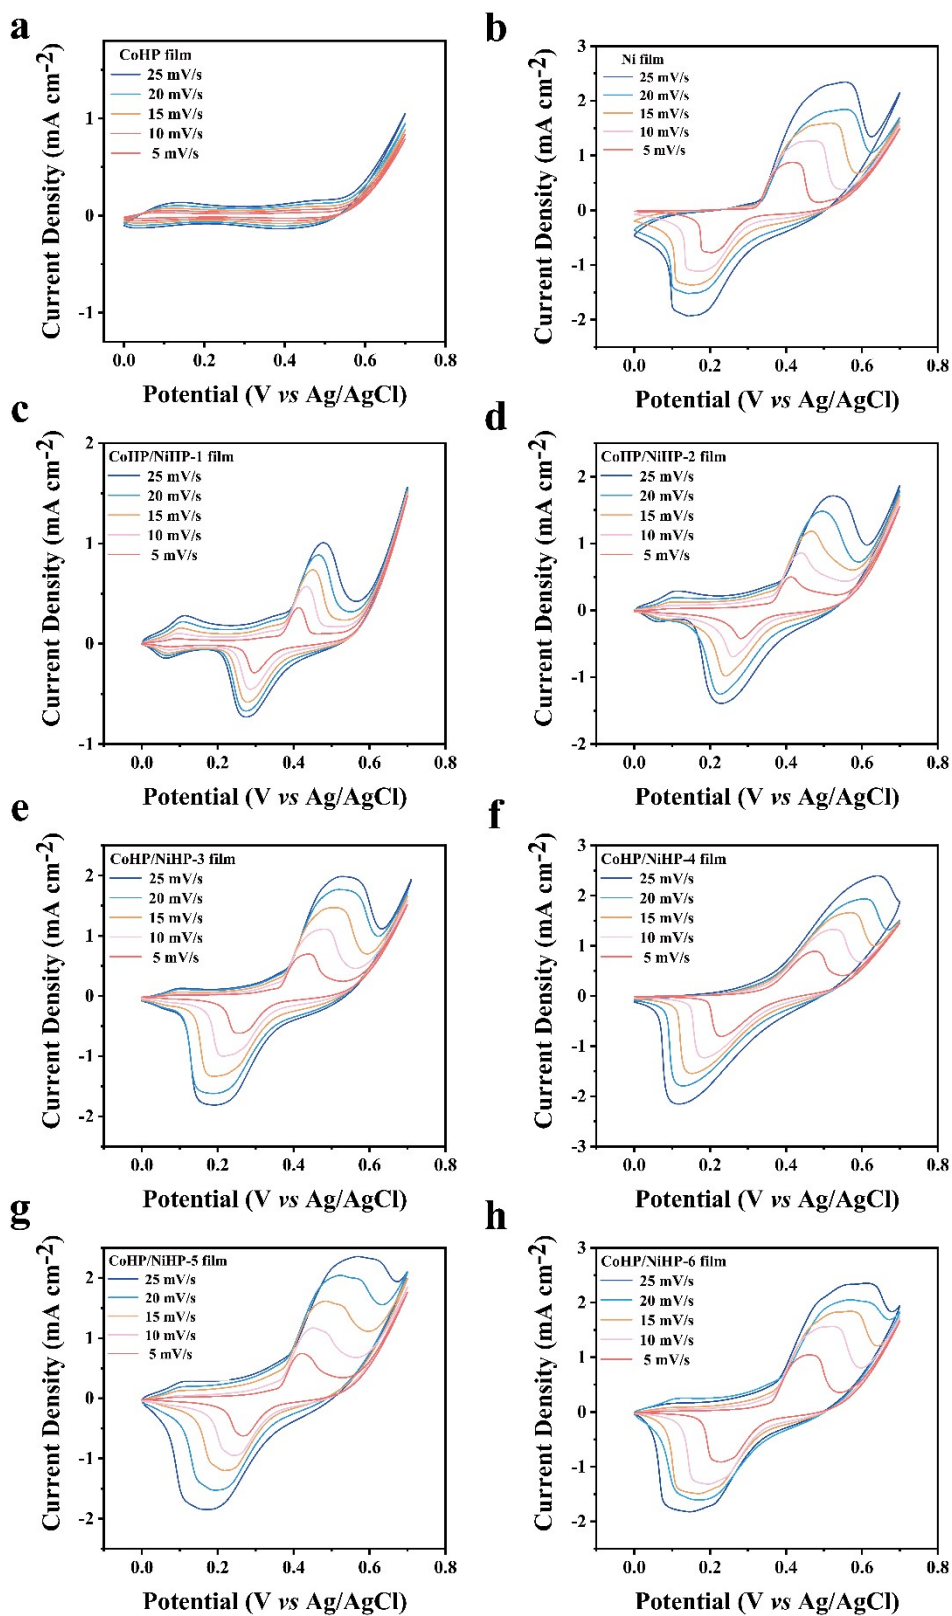 a
CoHP film
25 mV/s
20 mV/s
15 mV/s
10 mV/s
5 mV/s
1
0
-1
0.0 0.2 0.4 0.6 0.8
Current Density (mA cm-2)
Potential (V vs Ag/AgCl)
b
Ni film
25 mV/s
20 mV/s
15 mV/s
10 mV/s
5 mV/s
3
2
1
0
-1
-2
0.0 0.2 0.4 0.6 0.8
Current Density (mA cm-2)
Potential (V vs Ag/AgCl)
c
CoHP/NiHP-1 film
25 mV/s
20 mV/s
15 mV/s
10 mV/s
5 mV/s
2
1
0
-1
0.0 0.2 0.4 0.6 0.8
Current Density (mA cm-2)
Potential (V vs Ag/AgCl)
d
CoHP/NiHP-2 film
25 mV/s
20 mV/s
15 mV/s
10 mV/s
5 mV/s
2
1
0
-1
-2
0.0 0.2 0.4 0.6 0.8
Current Density (mA cm-2)
Potential (V vs Ag/AgCl)
e
CoHP/NiHP-3 film
25 mV/s
20 mV/s
15 mV/s
10 mV/s
5 mV/s
2
1
0
-1
-2
0.0 0.2 0.4 0.6 0.8
Current Density (mA cm-2)
Potential (V vs Ag/AgCl)
f
CoHP/NiHP-4 film
25 mV/s
20 mV/s
15 mV/s
10 mV/s
5 mV/s
3
2
1
0
-1
-2
-3
0.0 0.2 0.4 0.6 0.8
Current Density (mA cm-2)
Potential (V vs Ag/AgCl)
g
CoHP/NiHP-5 film
25 mV/s
20 mV/s
15 mV/s
10 mV/s
5 mV/s
2
1
0
-1
-2
0.0 0.2 0.4 0.6 0.8
Current Density (mA cm-2)
Potential (V vs Ag/AgCl)
h
CoHP/NiHP-6 film
25 mV/s
20 mV/s
15 mV/s
10 mV/s
5 mV/s
3
2
1
0
-1
-2
0.0 0.2 0.4 0.6 0.8
Current Density (mA cm-2)
Potential (V vs Ag/AgCl)